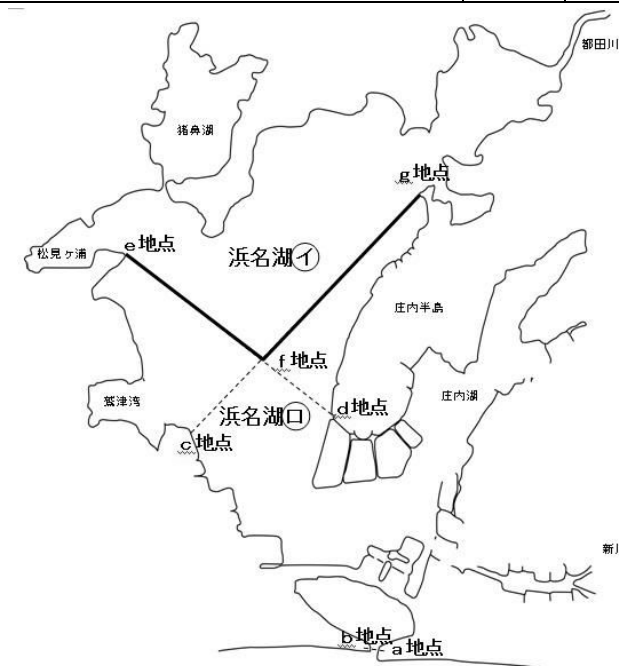 都田川
猪鼻湖
g地点
e地点
松見ヶ浦
浜名湖㋑
庄内半島
f地点
鷲津湾
浜名湖㋺
d地点
庄内湖
c地点
b地点
a地点